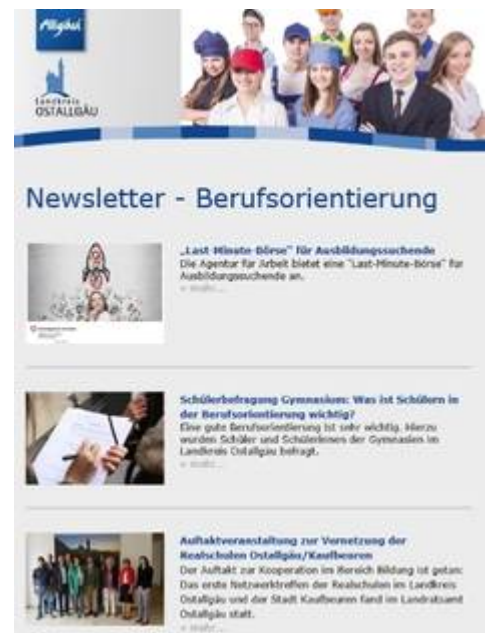 Allgäu
Landkreis
OSTALLGÄU
Newsletter - Berufsorientierung
„Last-Minute-Börse" für Ausbildungssuchende
Die Agentur für Arbeit bietet eine "Last-Minute-Börse" für
Ausbildungssuchende an.
» mehr...
Schülerbefragung Gymnasium: Was ist Schülern in
der Berufsorientierung wichtig?
Eine gute Berufsorientierung ist sehr wichtig. Hierzu
wurden Schüler und Schülerinnen der Gymnasien im
Landkreis Ostallgäu befragt.
» mehr...
Auftaktveranstaltung zur Vernetzung der
Realschulen Ostallgäu/Kaufbeuren
Der Auftakt zur Kooperation im Bereich Bildung ist getan:
Das erste Netzwerktreffen der Realschulen im Landkreis
Ostallgäu und der Stadt Kaufbeuren fand im Landratsamt
Ostallgäu statt.
» mehr...